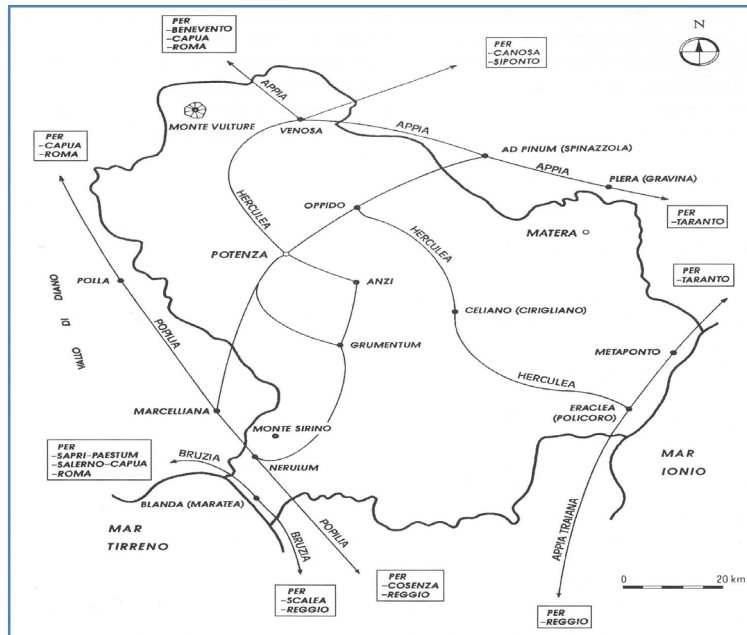 PER
-BENEVENTO
-CAPUA
-ROMA
PER
-CANOSA
-SIPONTO
N
APPIA
MONTE VULTURE
VENOSA
APPIA
AD PINUM (SPINAZZOLA)
APPIA
PLERA (GRAVINA)
PER
-CAPUA
-ROMA
PER
-TARANTO
HERCULEA
OPPIDO
HERCULEA
MATERA
POTENZA
PER
-TARANTO
POLLA
ANZI
VALLO DI DIANO
POPILIA
CELIANO (CIRIGLIANO)
GRUMENTUM
METAPONTO
HERCULEA
MARCELLIANA
ERACLEA
(POLICORO)
MONTE SIRINO
PER
-SAPRI-PAESTUM
-SALERNO-CAPUA
-ROMA
BRUZIA
NERULUM
MAR
IONIO
BLANDA (MARATEA)
MAR
TIRRENO
POPILIA
BRUZIA
APPIA TRAIANA
PER
-SCALEA
-REGGIO
PER
-COSENZA
-REGGIO
0 20 km
PER
-REGGIO